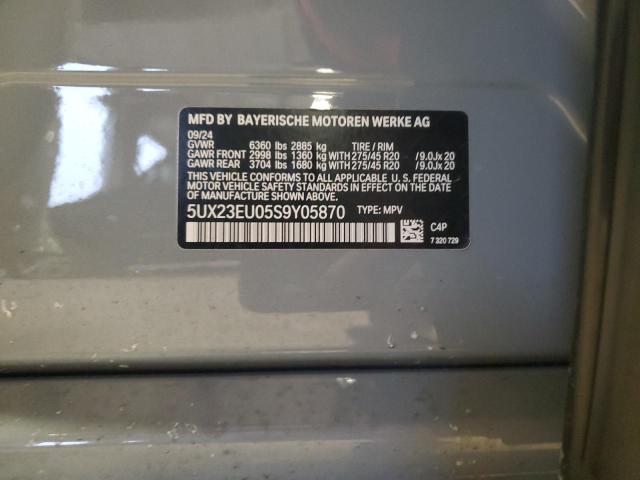 MFD BY BAYERISCHE MOTOREN WERKE AG
09/24
GVWR 6360 lbs 2885 kg TIRE / RIM
GAWR FRONT 2998 lbs 1360 kg WITH 275/45 R20 /9.0Jx 20
GAWR REAR 3704 lbs 1680 kg WITH 275/45 R20 /9.0Jx 20
THIS VEHICLE CONFORMS TO ALL APPLICABLE U. S. FEDERAL
MOTOR VEHICLE SAFETY STANDARDS IN EFFECT ON THE DATE
OF MANUFACTURE SHOWN ABOVE.
5UX23EU05S9Y05870 TYPE: MPV
C4P
7 320 729